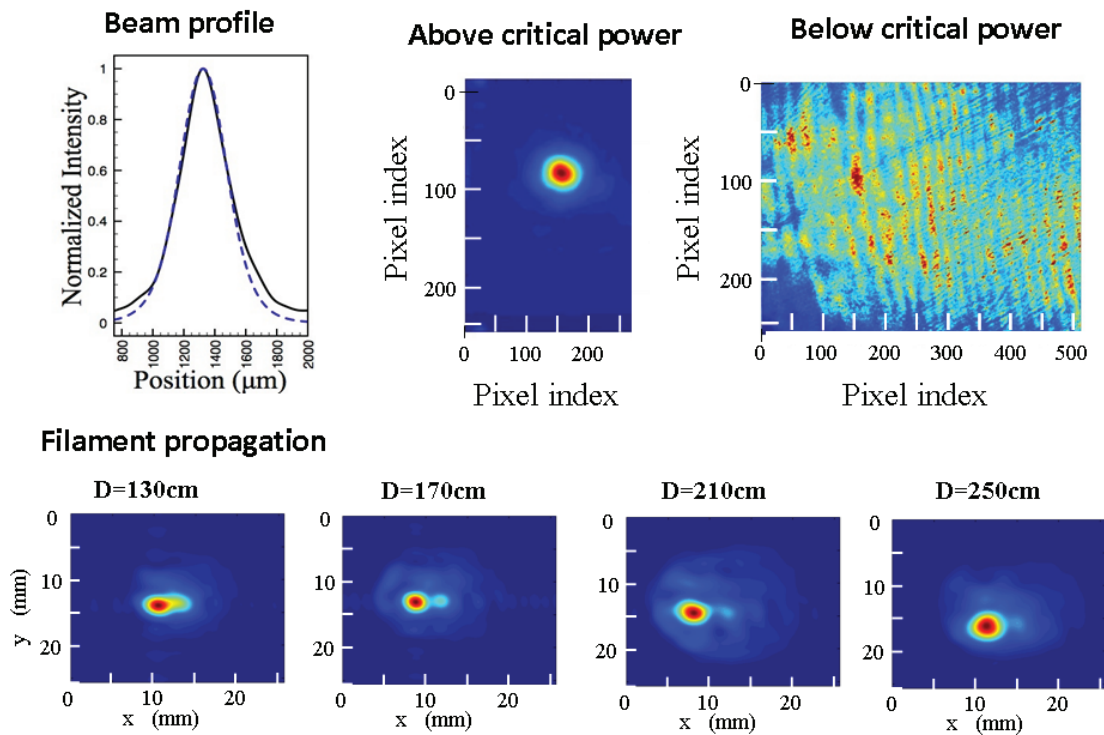 Beam profile
Normalized Intensity
1
0.8
0.6
0.4
0.2
0
800
1000
1200
1400
1600
1800
2000
Position (µm)
Above critical power
Pixel index
0
100
200
0 100 200
Pixel index
Below critical power
Pixel index
0
100
200
0 100 200 300 400 500
Pixel index
Filament propagation
D=130cm
y (mm)
0
10
20
0 10 20
x (mm)
D=170cm
0
10
20
0 10 20
x (mm)
D=210cm
0
10
20
0 10 20
x (mm)
D=250cm
0
10
20
0 10 20
x (mm)